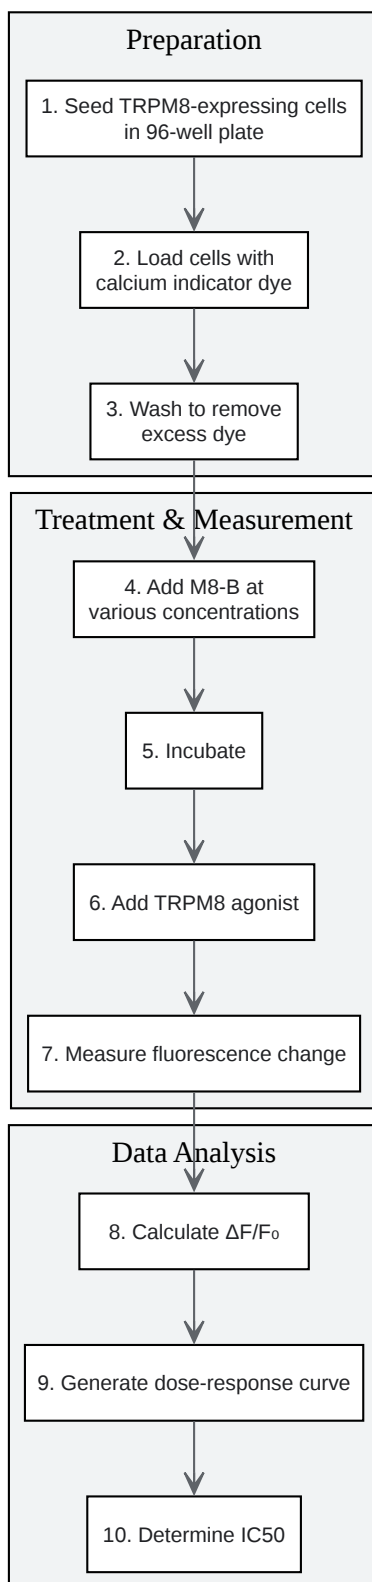 Preparation
1. Seed TRPM8-expressing cells
in 96-well plate
2. Load cells with
calcium indicator dye
3. Wash to remove
excess dye
Treatment & Measurement
4. Add M8-B at
various concentrations
5. Incubate
6. Add TRPM8 agonist
7. Measure fluorescence change
Data Analysis
8. Calculate ΔF/F₀
9. Generate dose-response curve
10. Determine IC50